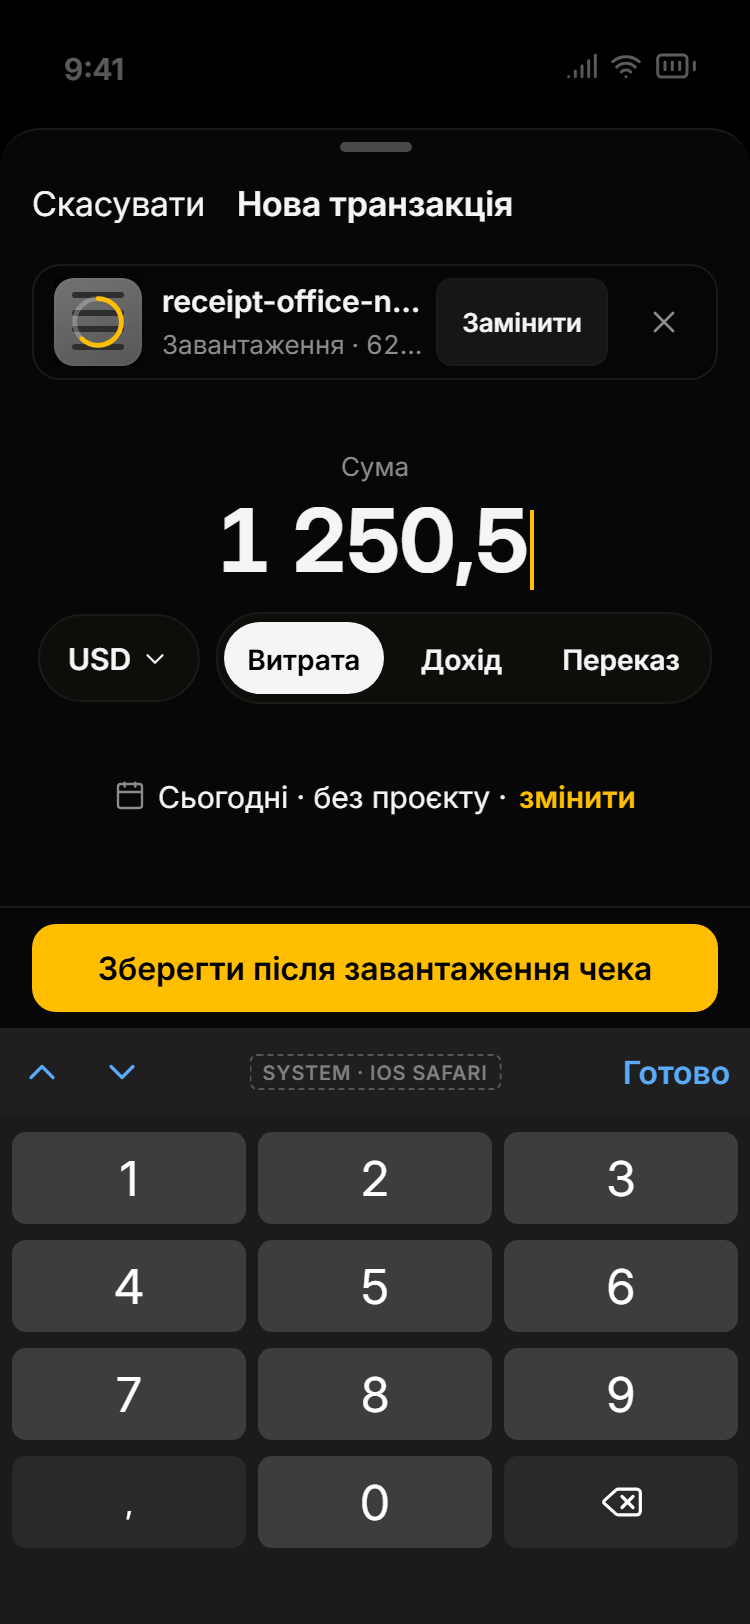 9:41
Скасувати Нова транзакція
receipt-office-n...
Завантаження · 62...
Замінити
Сума
1 250,5
USD
Витрата Дохід Переказ
Сьогодні · без проєкту · змінити
Зберегти після завантаження чека
SYSTEM · IOS SAFARI
Готово
1 2 3
4 5 6
7 8 9
, 0